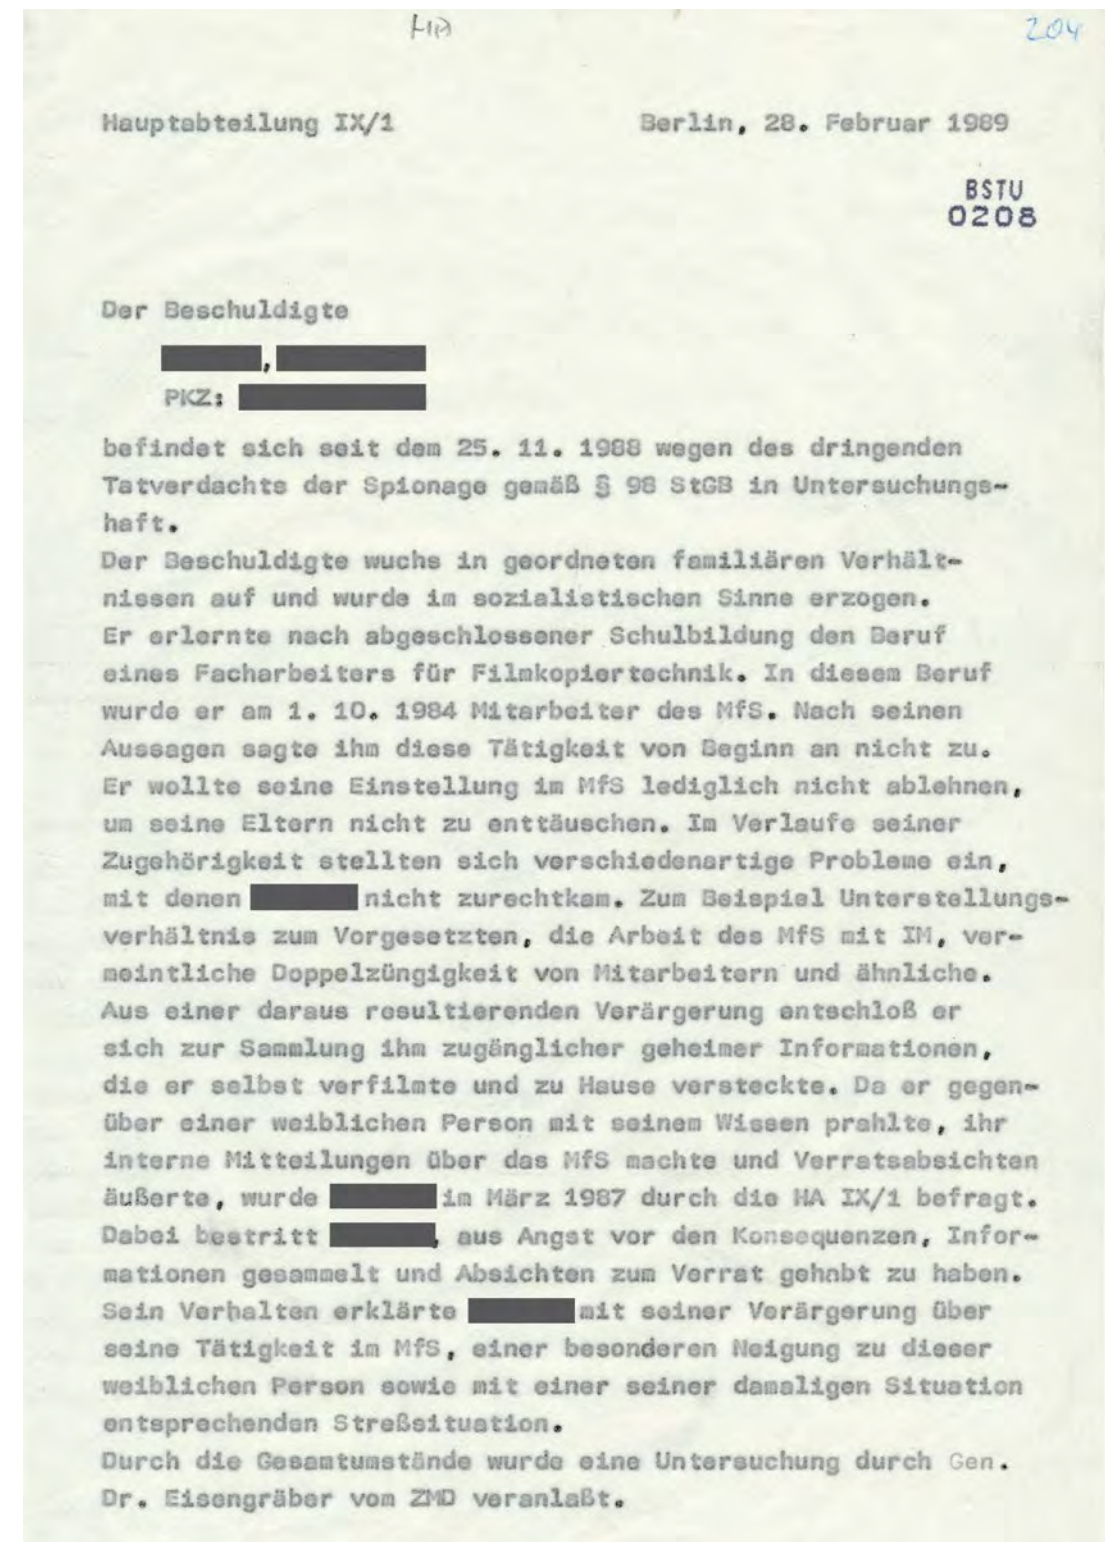 204
Hauptabteilung IX/1 Berlin, 28. Februar 1989
BSTU
0208
Der Beschuldigte
,
PKZ:
befindet sich seit dem 25. 11. 1988 wegen des dringenden
Tatverdachts der Spionage gemäß § 98 StGB in Untersuchungs-
haft.
Der Beschuldigte wuchs in geordneten familiären Verhält-
nissen auf und wurde im sozialistischen Sinne erzogen.
Er erlernte nach abgeschlossener Schulbildung den Beruf
eines Facharbeiters für Filmkopiertechnik. In diesem Beruf
wurde er am 1. 10. 1984 Mitarbeiter des MfS. Nach seinen
Aussagen sagte ihm diese Tätigkeit von Beginn an nicht zu.
Er wollte seine Einstellung im MfS lediglich nicht ablehnen,
um seine Eltern nicht zu enttäuschen. Im Verlaufe seiner
Zugehörigkeit stellten sich verschiedenartige Probleme ein,
mit denen nicht zurechtkam. Zum Beispiel Unterstellungs-
verhältnis zum Vorgesetzten, die Arbeit des MfS mit IM, ver-
meintliche Doppelzüngigkeit von Mitarbeitern und ähnliche.
Aus einer daraus resultierenden Verärgerung entschloß er
sich zur Sammlung ihm zugänglicher geheimer Informationen,
die er selbst verfilmte und zu Hause versteckte. Da er gegen-
über einer weiblichen Person mit seinem Wissen prahlte, ihr
interne Mitteilungen über das MfS machte und Verratsabsichten
äußerte, wurde im März 1987 durch die HA IX/1 befragt.
Dabei bestritt , aus Angst vor den Konsequenzen, Infor-
mationen gesammelt und Absichten zum Verrat gehabt zu haben.
Sein Verhalten erklärte mit seiner Verärgerung über
seine Tätigkeit im MfS, einer besonderen Neigung zu dieser
weiblichen Person sowie mit einer seiner damaligen Situation
entsprechenden Streßsituation.
Durch die Gesamtumstände wurde eine Untersuchung durch Gen.
Dr. Eisengräber vom ZMD veranlaßt.